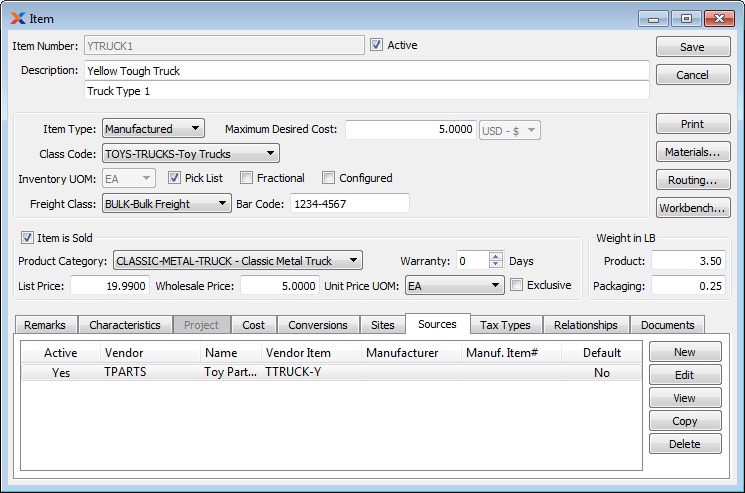 Item
Item Number: YTRUCK1 Active Save
Description: Yellow Tough Truck Cancel
Truck Type 1
Item Type: Manufactured Maximum Desired Cost: 5.0000 USD - $ Print
Class Code: TOYS-TRUCKS-Toy Trucks Materials...
Inventory UOM: EA Pick List Fractional Configured Routing...
Freight Class: BULK-Bulk Freight Bar Code: 1234-4567 Workbench...
Item is Sold Weight in LB
Product Category: CLASSIC-METAL-TRUCK - Classic Metal Truck Warranty: 0 Days Product: 3.50
List Price: 19.9900 Wholesale Price: 5.0000 Unit Price UOM: EA Exclusive Packaging: 0.25
Remarks Characteristics Project Cost Conversions Sites Sources Tax Types Relationships Documents
Active Vendor Name Vendor Item Manufacturer Manuf. Item# Default New
Yes TPARTS Toy Part... TTRUCK-Y No Edit
View
Copy
Delete